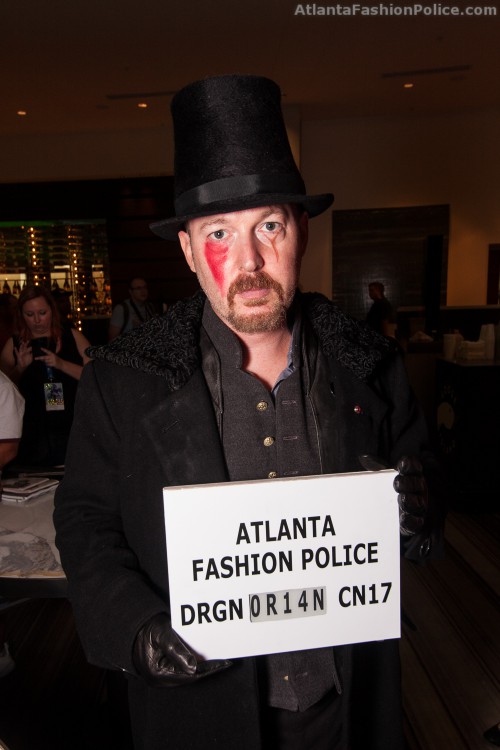 AtlantaFashionPolice.com
ATLANTA
FASHION POLICE
DRGN 0R14N CN17